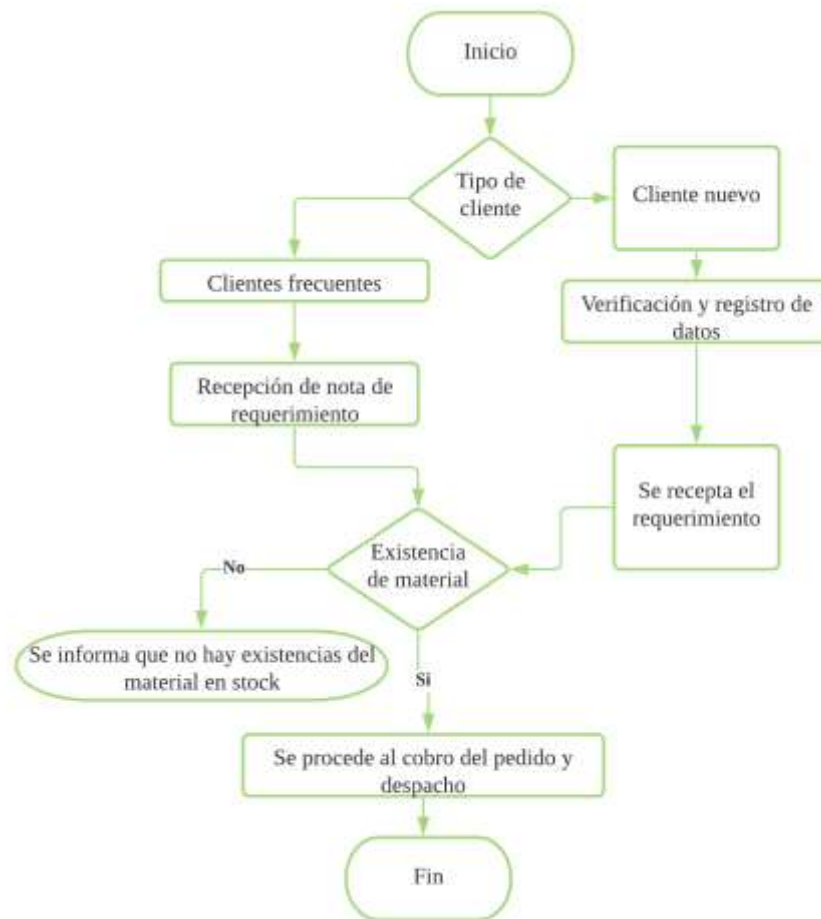 Inicio
Tipo de
cliente
Cliente nuevo
Clientes frecuentes
Verificación y registro de
datos
Recepción de nota de
requerimiento
Se recepta el
requerimiento
Existencia
de material
No
Se informa que no hay existencias del
material en stock
Si
Se procede al cobro del pedido y
despacho
Fin